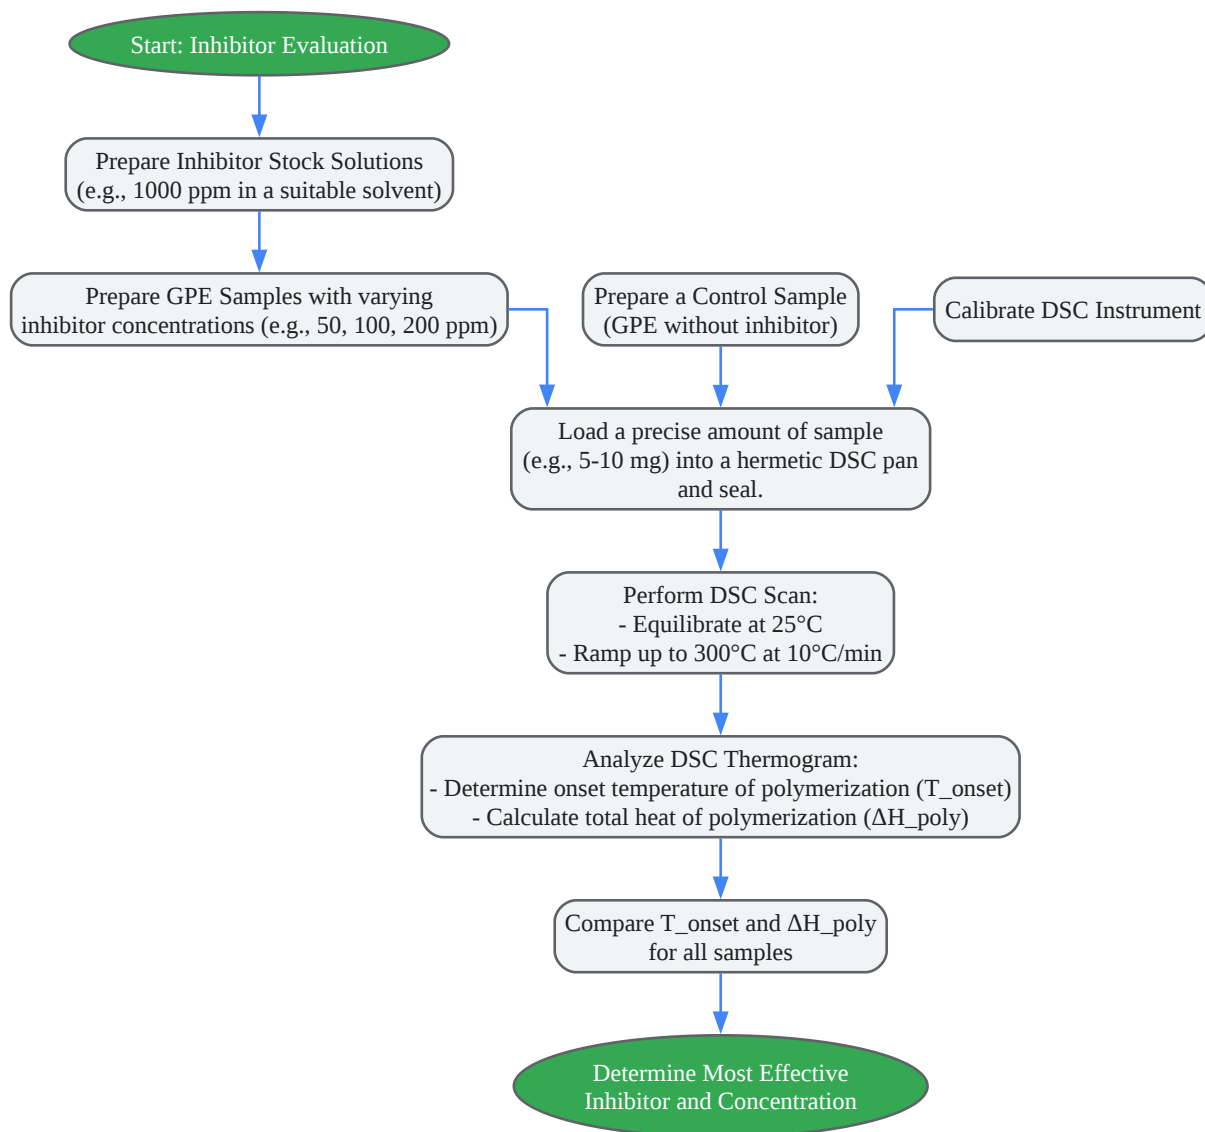 Start: Inhibitor Evaluation
Prepare Inhibitor Stock Solutions
(e.g., 1000 ppm in a suitable solvent)
Prepare GPE Samples with varying
inhibitor concentrations (e.g., 50, 100, 200 ppm)
Prepare a Control Sample
(GPE without inhibitor)
Calibrate DSC Instrument
Load a precise amount of sample
(e.g., 5-10 mg) into a hermetic DSC pan
and seal.
Perform DSC Scan:
- Equilibrate at 25°C
- Ramp up to 300°C at 10°C/min
Analyze DSC Thermogram:
- Determine onset temperature of polymerization (T_onset)
- Calculate total heat of polymerization (ΔH_poly)
Compare T_onset and ΔH_poly
for all samples
Determine Most Effective
Inhibitor and Concentration